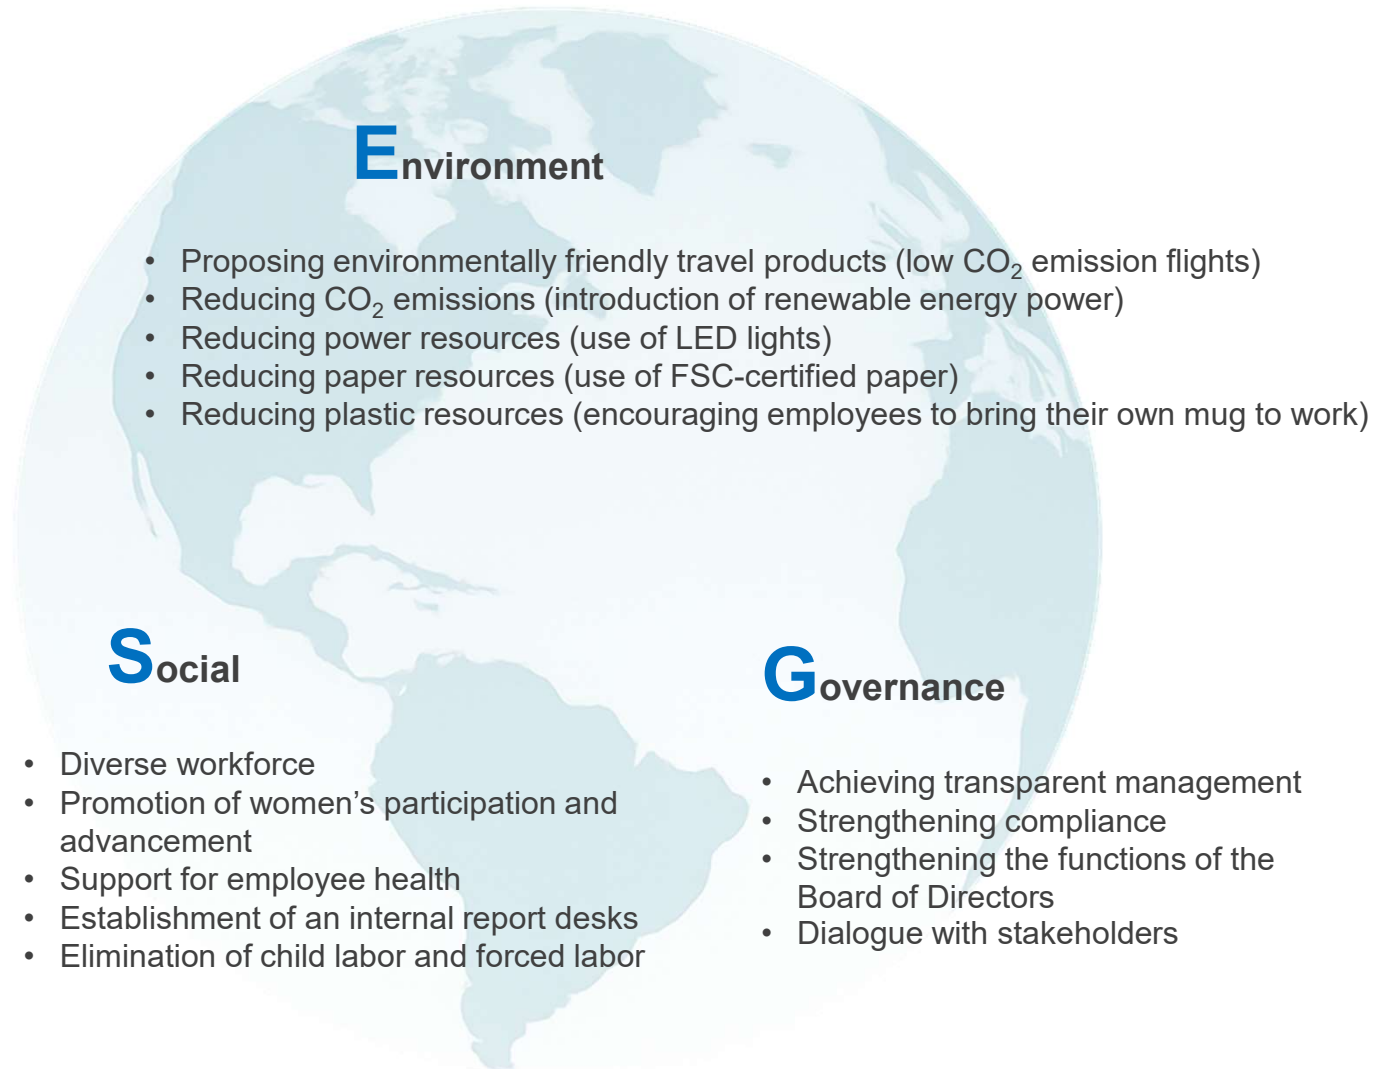 Environment
• Proposing environmentally friendly travel products (low CO₂ emission flights)
• Reducing CO₂ emissions (introduction of renewable energy power)
• Reducing power resources (use of LED lights)
• Reducing paper resources (use of FSC-certified paper)
• Reducing plastic resources (encouraging employees to bring their own mug to work)
Social
• Diverse workforce
• Promotion of women’s participation and
advancement
• Support for employee health
• Establishment of an internal report desks
• Elimination of child labor and forced labor
Governance
• Achieving transparent management
• Strengthening compliance
• Strengthening the functions of the
Board of Directors
• Dialogue with stakeholders